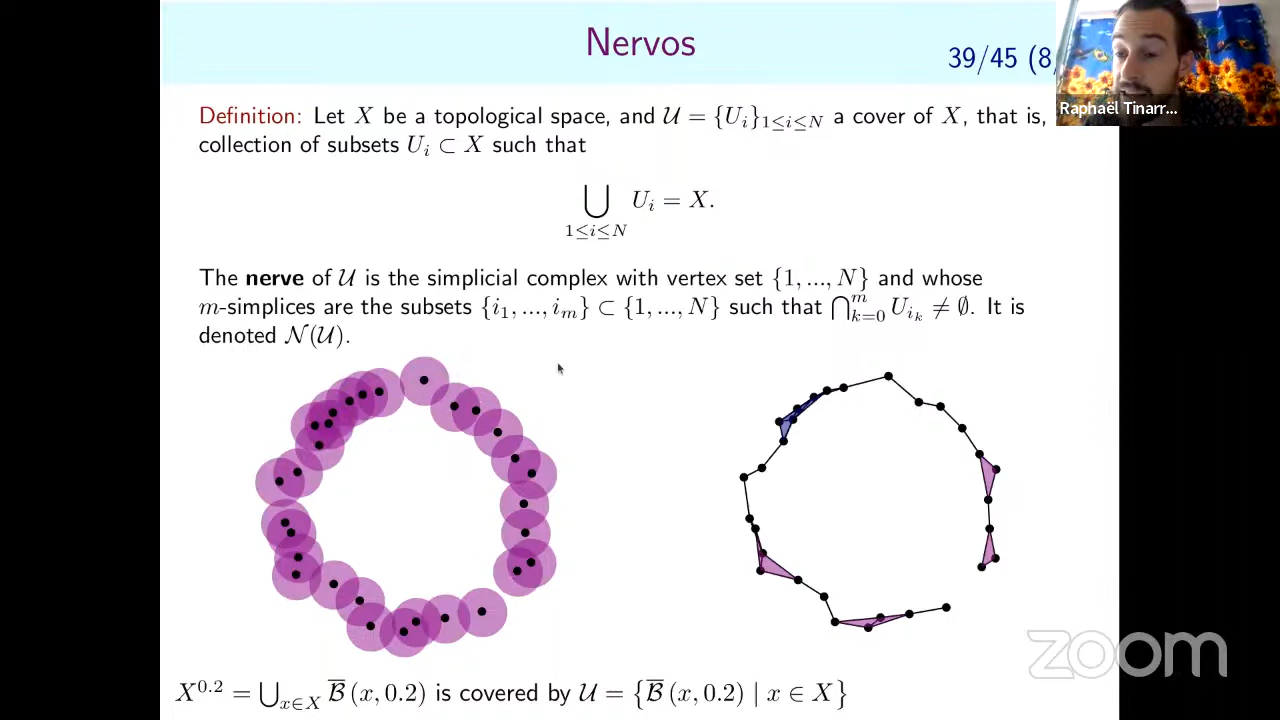 Nervos
39/45 (8/
Raphaël Tinarr...
Definition: Let X be a topological space, and 𝒰 = {U_i}_{1≤i≤N} a cover of X, that is,
collection of subsets U_i ⊂ X such that
⋃_{1≤i≤N} U_i = X.
The nerve of 𝒰 is the simplicial complex with vertex set {1, ..., N} and whose
m-simplices are the subsets {i_1, ..., i_m} ⊂ {1, ..., N} such that ⋂_{k=0}^{m} U_{i_k} ≠ ∅. It is
denoted 𝒩(𝒰).
zoom
X^{0.2} = ⋃_{x∈X} \overline{ℬ}(x, 0.2) is covered by 𝒰 = {\overline{ℬ}(x, 0.2) | x ∈ X}